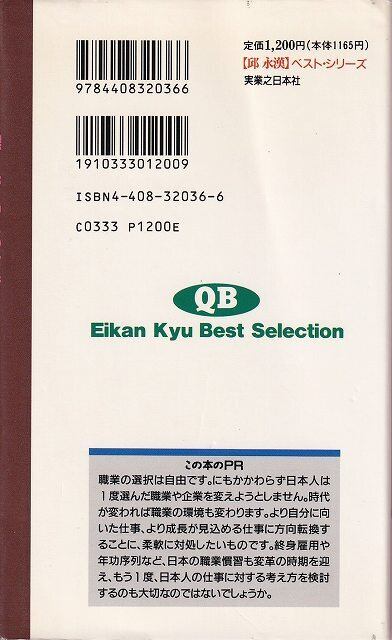 定価1,200円(本体1165円)
【邱 永漢】ベスト・シリーズ
実業之日本社
9784408320366
1910333012009
ISBN4-408-32036-6
C0333 P1200E
QB
Eikan Kyu Best Selection
この本のPR
職業の選択は自由です。にもかかわらず日本人は
1度選んだ職業や企業を変えようとしません。時代
が変われば職業の環境も変わります。より自分に向
いた仕事、より成長が見込める仕事に方向転換す
ることに、柔軟に対処したいものです。終身雇用や
年功序列など、日本の職業慣習も変革の時期を迎
え、もう1度、日本人の仕事に対する考え方を検討
するのも大切なのではないでしょうか。